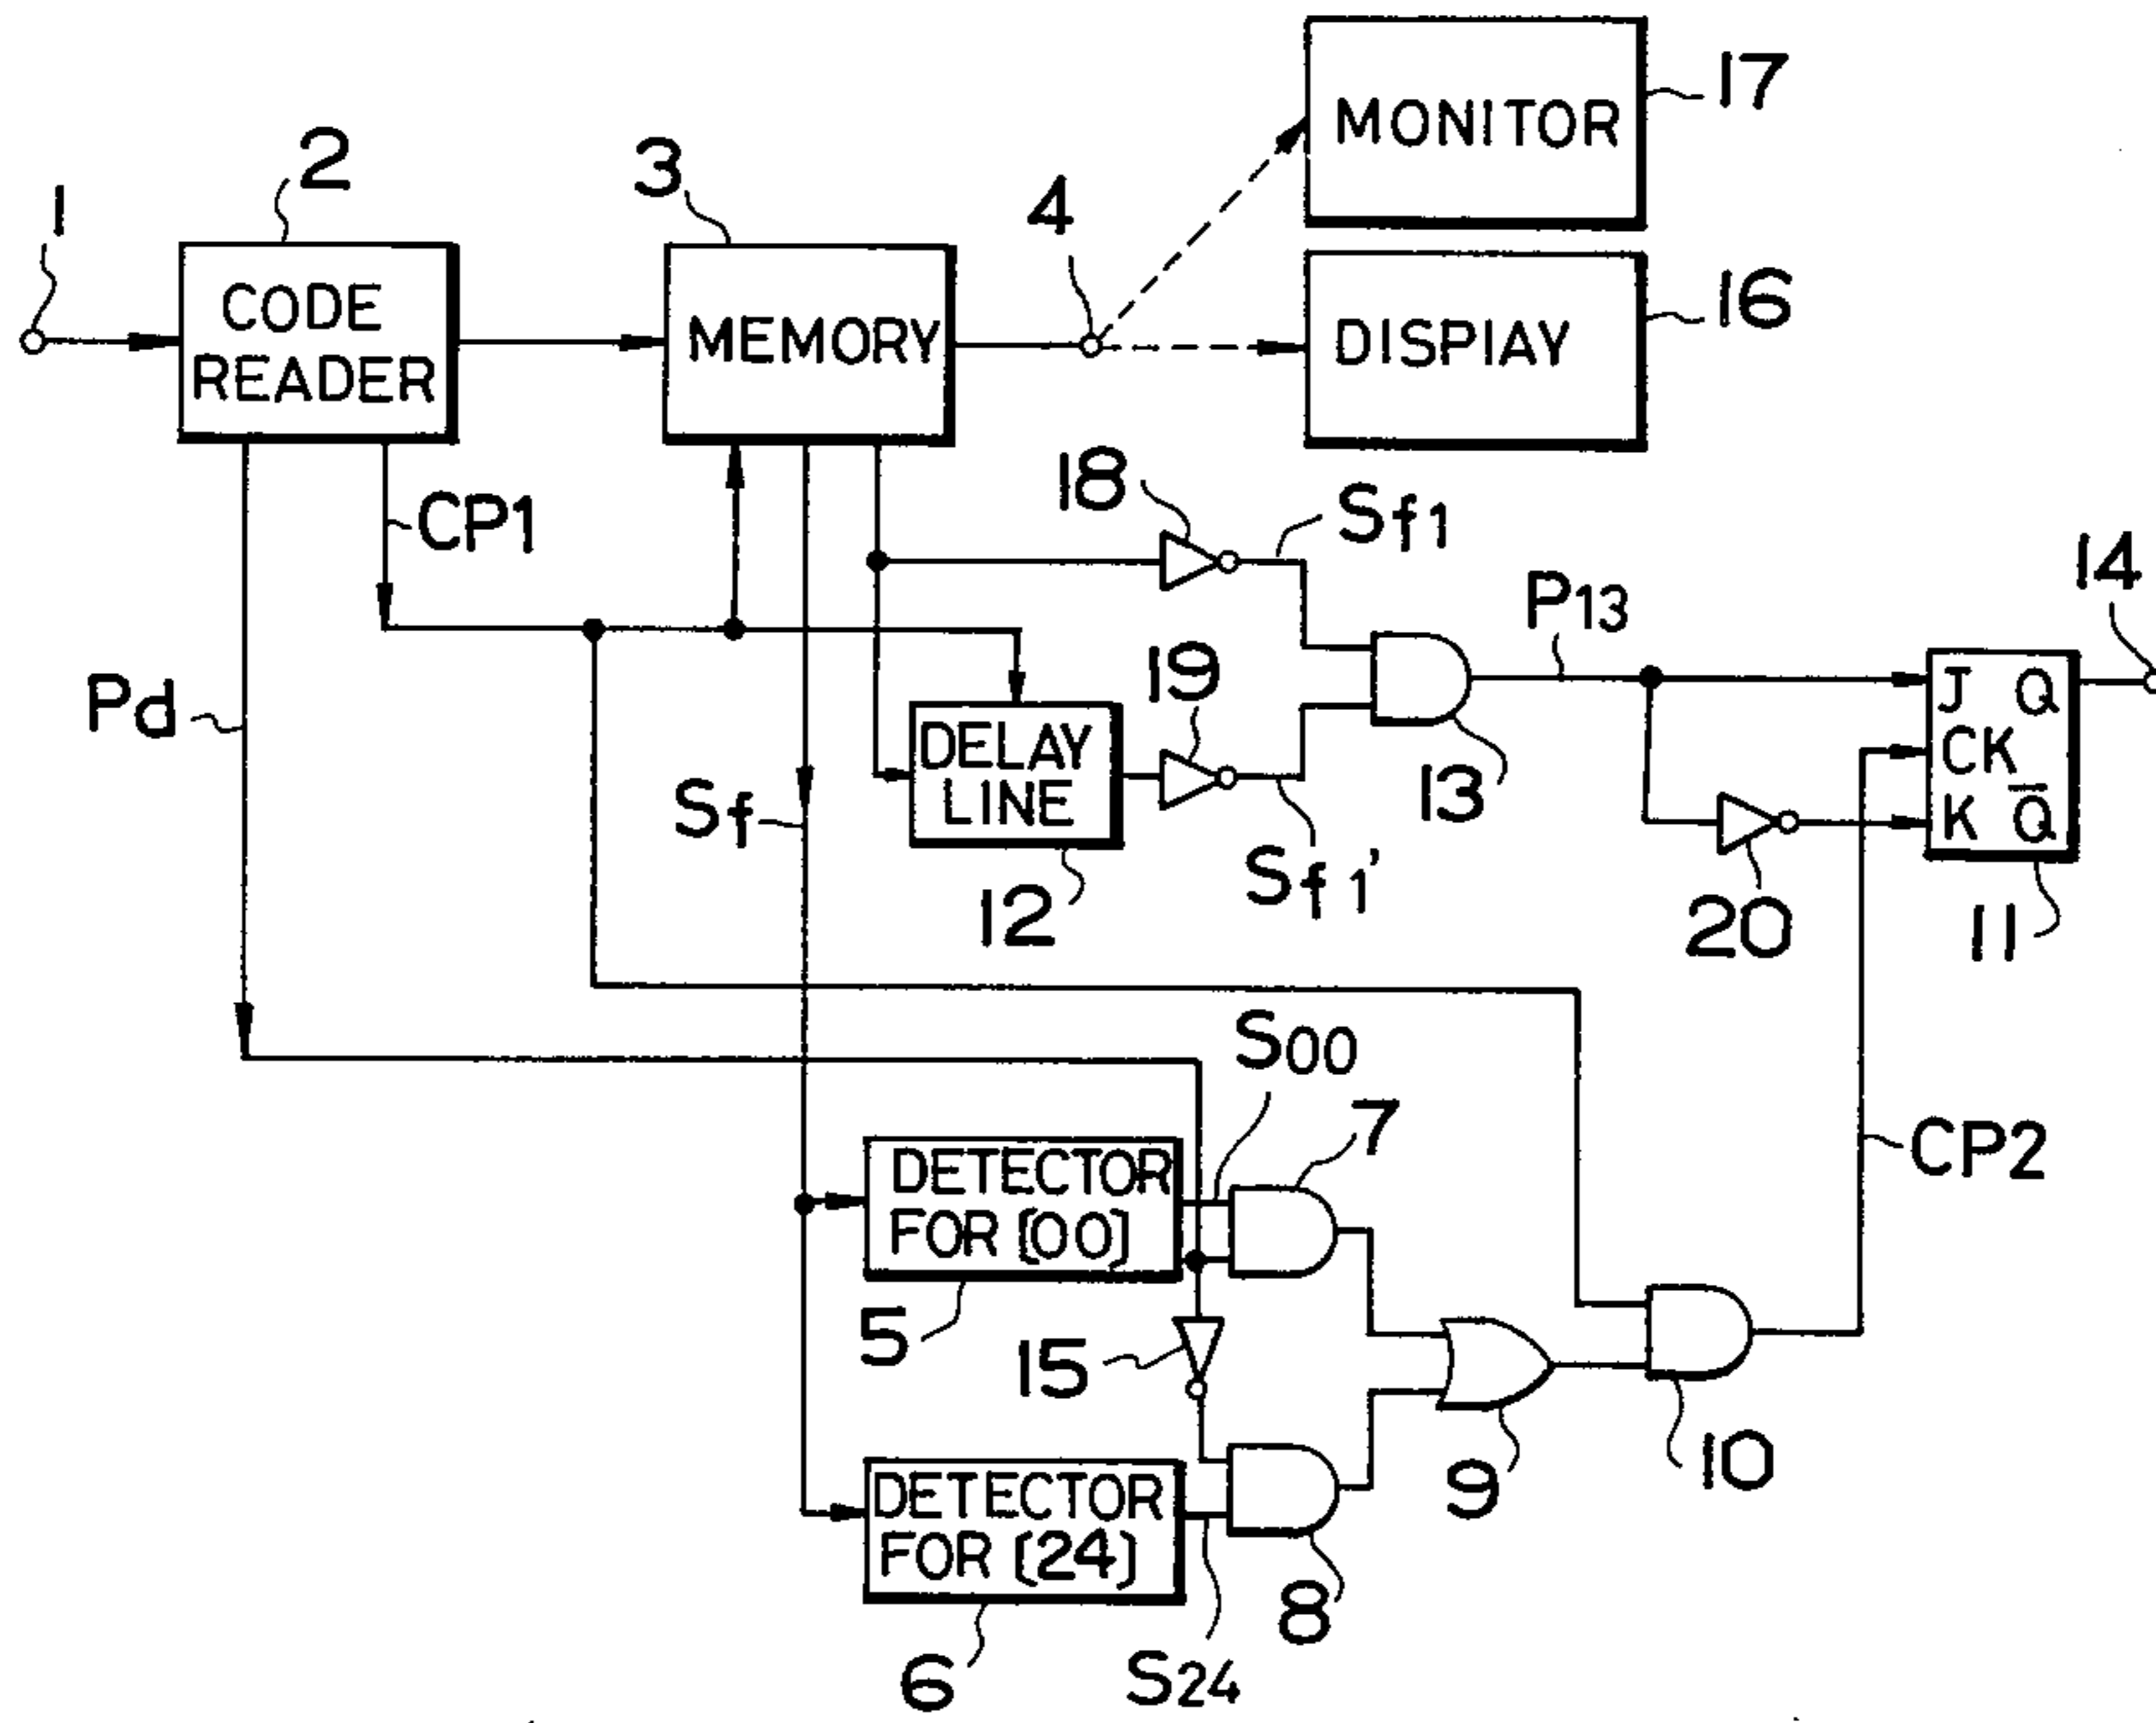 1
2
CODE
READER
3
MEMORY
4
MONITOR
17
DISPLAY
16
CP1
Pd
Sf
18
Sf1
DELAY
LINE
12
19
Sf1'
13
P13
20
J Q
CK
K Q̅
11
14
S00
7
DETECTOR
FOR [00]
5
15
DETECTOR
FOR [24]
6
S24
8
9
10
CP2